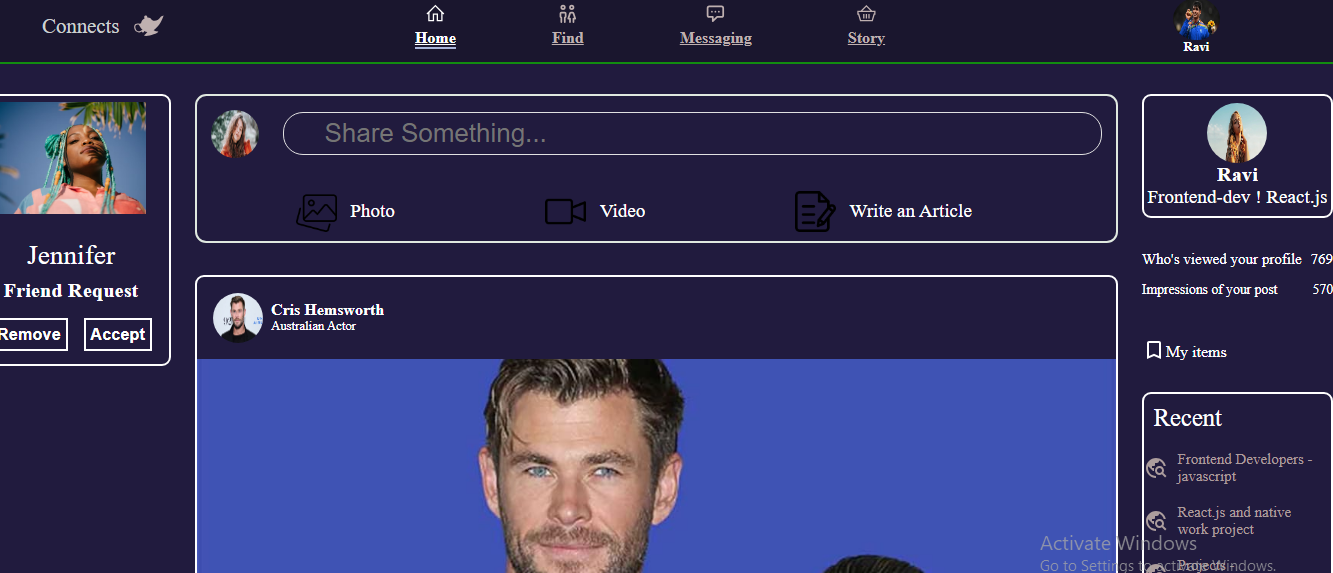 Connects
Home
Find
Messaging
Story
Ravi
Jennifer
Friend Request
Remove
Accept
Share Something...
Photo
Video
Write an Article
Cris Hemsworth
Australian Actor
Ravi
Frontend-dev ! React.js
Who's viewed your profile 769
Impressions of your post 570
My items
Recent
Frontend Developers -
javascript
React.js and native
work project
Projects -
Activate Windows
Go to Settings to activate Windows.